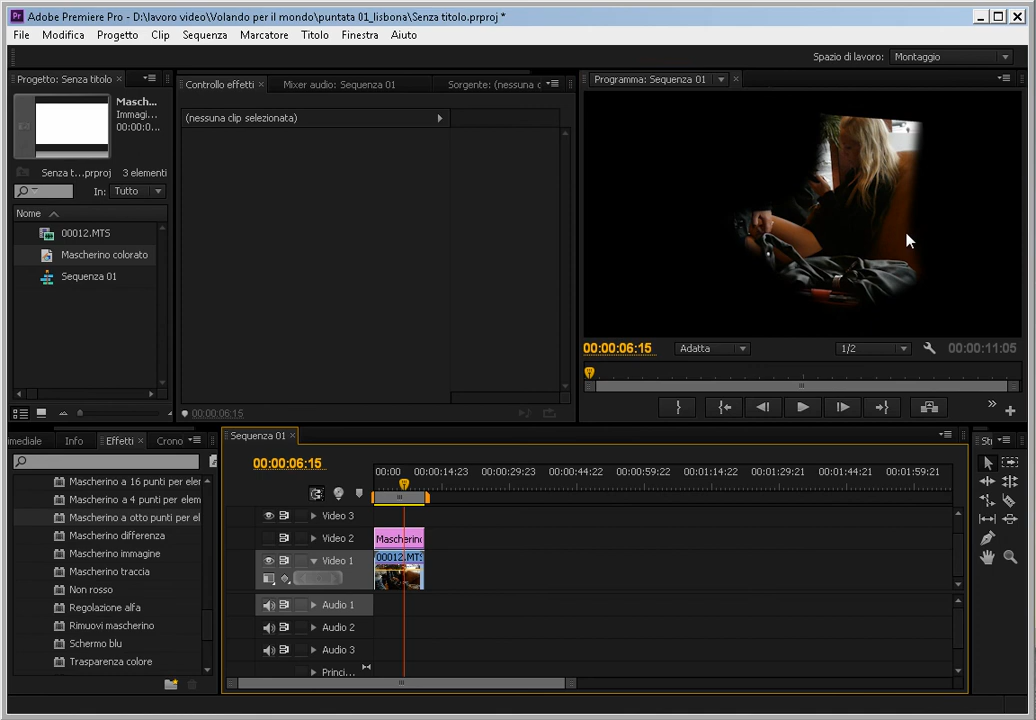 Adobe Premiere Pro - D:\lavoro video\Volando per il mondo\puntata 01_lisbona\Senza titolo.prproj *
File Modifica Progetto Clip Sequenza Marcatore Titolo Finestra Aiuto
Spazio di lavoro: Montaggio
Progetto: Senza titolo
Controllo effetti
Mixer audio: Sequenza 01
Sorgente: (nessuna c
Programma: Sequenza 01
Masch...
Immagi...
00:00:0...
(nessuna clip selezionata)
Senza t...prproj 3 elementi
In: Tutto
Nome
00012.MTS
Mascherino colorato
Sequenza 01
00:00:06:15
00:00:06:15 Adatta 1/2 00:00:11:05
imediale Info Effetti Crono
Mascherino a 16 punti per elem
Mascherino a 4 punti per elem
Mascherino a otto punti per el
Mascherino differenza
Mascherino immagine
Mascherino traccia
Non rosso
Regolazione alfa
Rimuovi mascherino
Schermo blu
Trasparenza colore
Sequenza 01
00:00:06:15
00:00 00:00:14:23 00:00:29:23 00:00:44:22 00:00:59:22 00:01:14:22 00:01:29:21 00:01:44:21 00:01:59:21
Video 3
Video 2 Mascherino
Video 1 00012.MTS
Audio 1
Audio 2
Audio 3
Princi...
Str